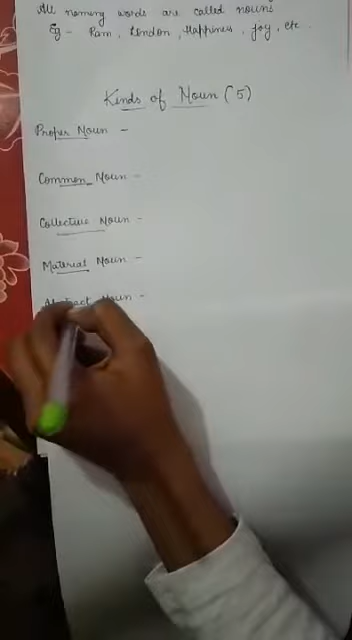 All naming words are called nouns
Eg - Ram, London, Happiness, joy, etc.
Kinds of Noun (5)
Proper Noun -
Common Noun -
Collective Noun -
Material Noun -
Abstract Noun -